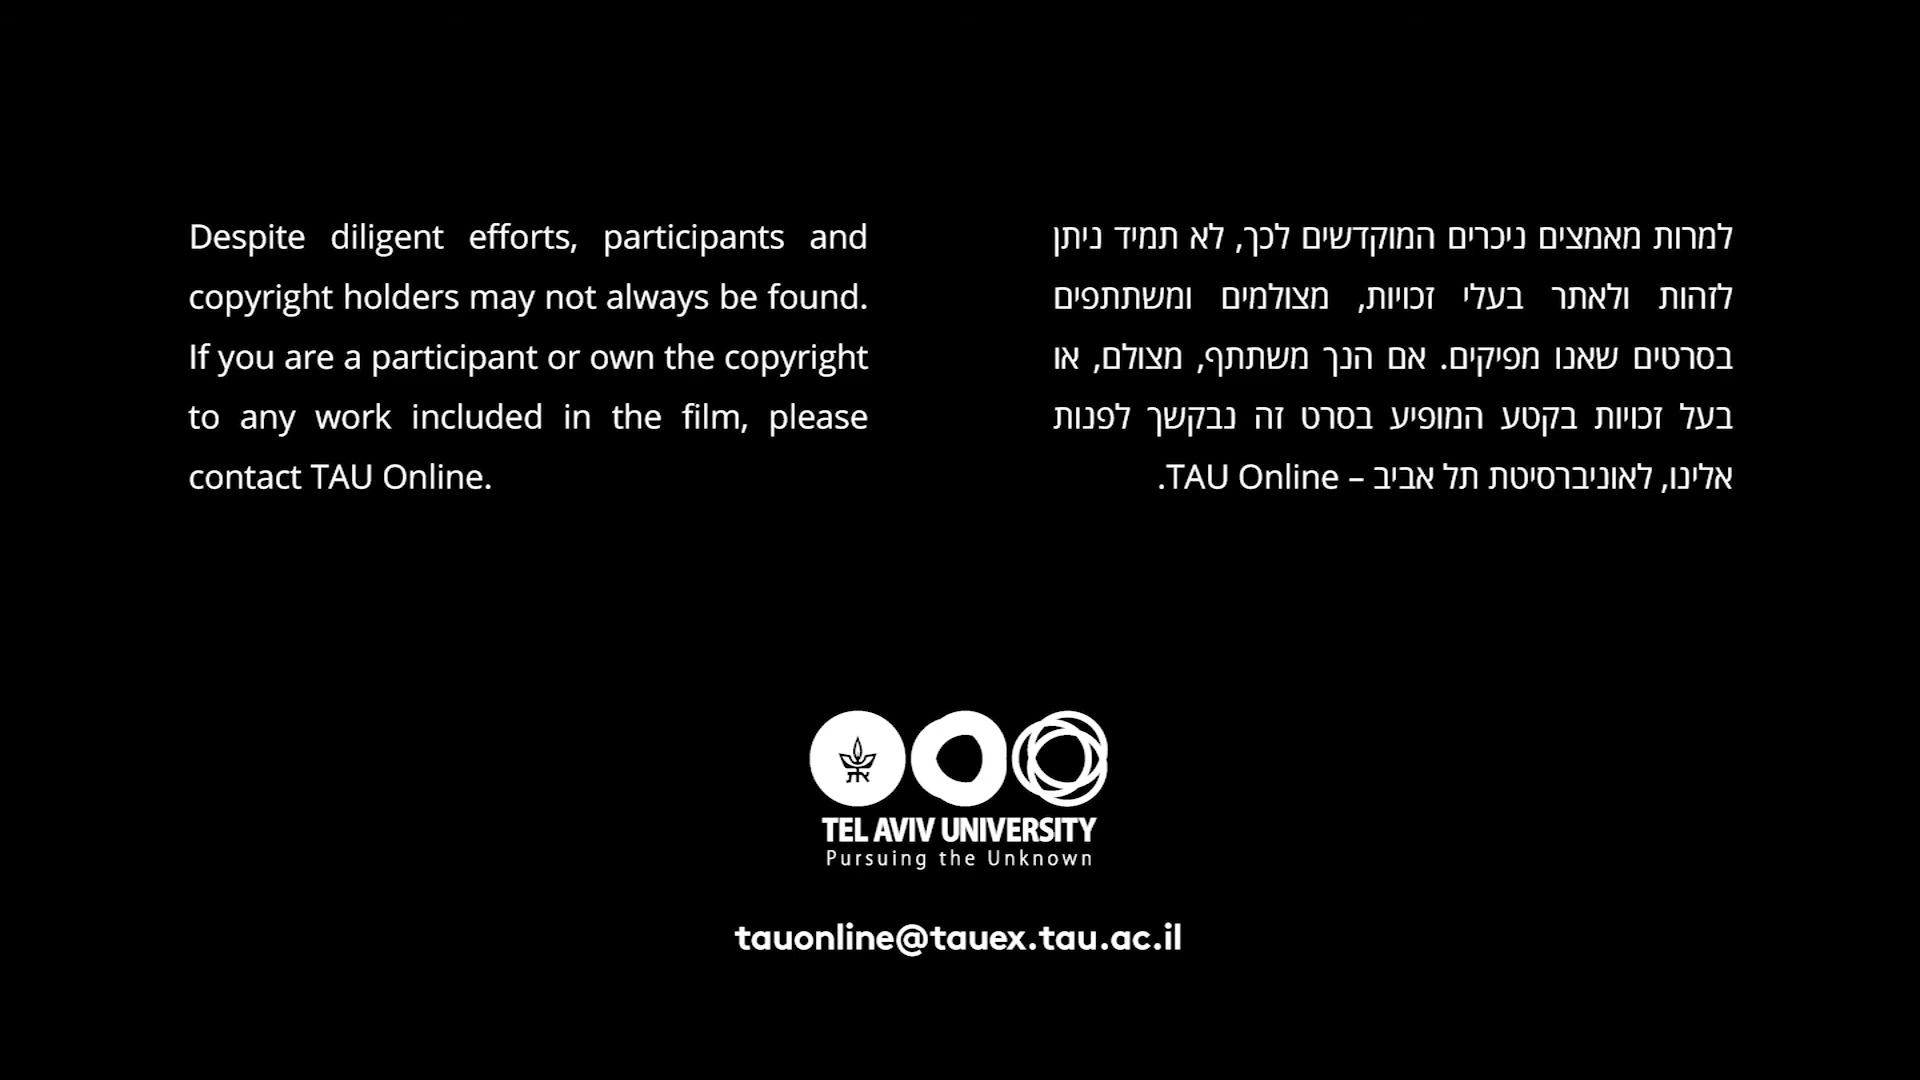 Despite diligent efforts, participants and
copyright holders may not always be found.
If you are a participant or own the copyright
to any work included in the film, please
contact TAU Online.
למרות מאמצים ניכרים המוקדשים לכך, לא תמיד ניתן
לזהות ולאתר בעלי זכויות, מצולמים ומשתתפים
בסרטים שאנו מפיקים. אם הנך משתתף, מצולם, או
בעל זכויות בקטע המופיע בסרט זה נבקשך לפנות
אלינו, לאוניברסיטת תל אביב – TAU Online.
את
TEL AVIV UNIVERSITY
Pursuing the Unknown
tauonline@tauex.tau.ac.il